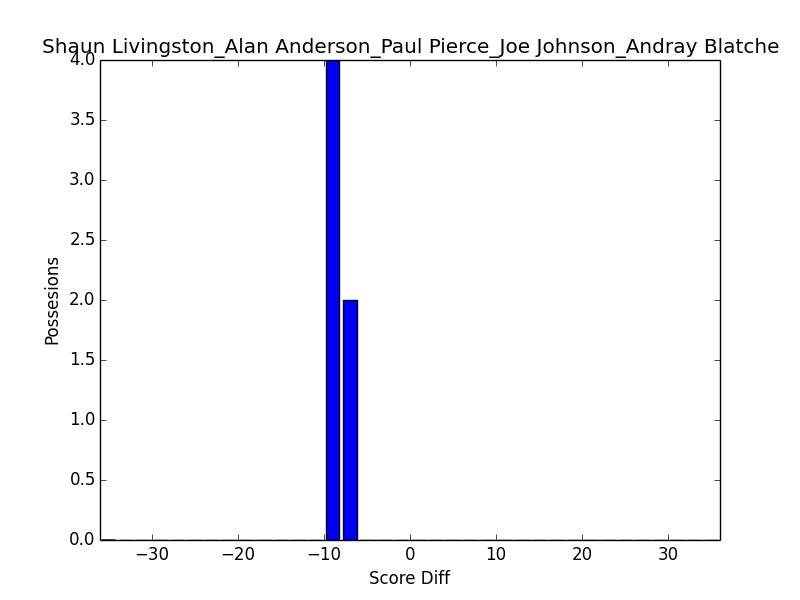 Shaun Livingston_Alan Anderson_Paul Pierce_Joe Johnson_Andray Blatche
4.0
3.5
3.0
2.5
2.0
1.5
1.0
0.5
0.0
Possesions
−30 −20 −10 0 10 20 30
Score Diff